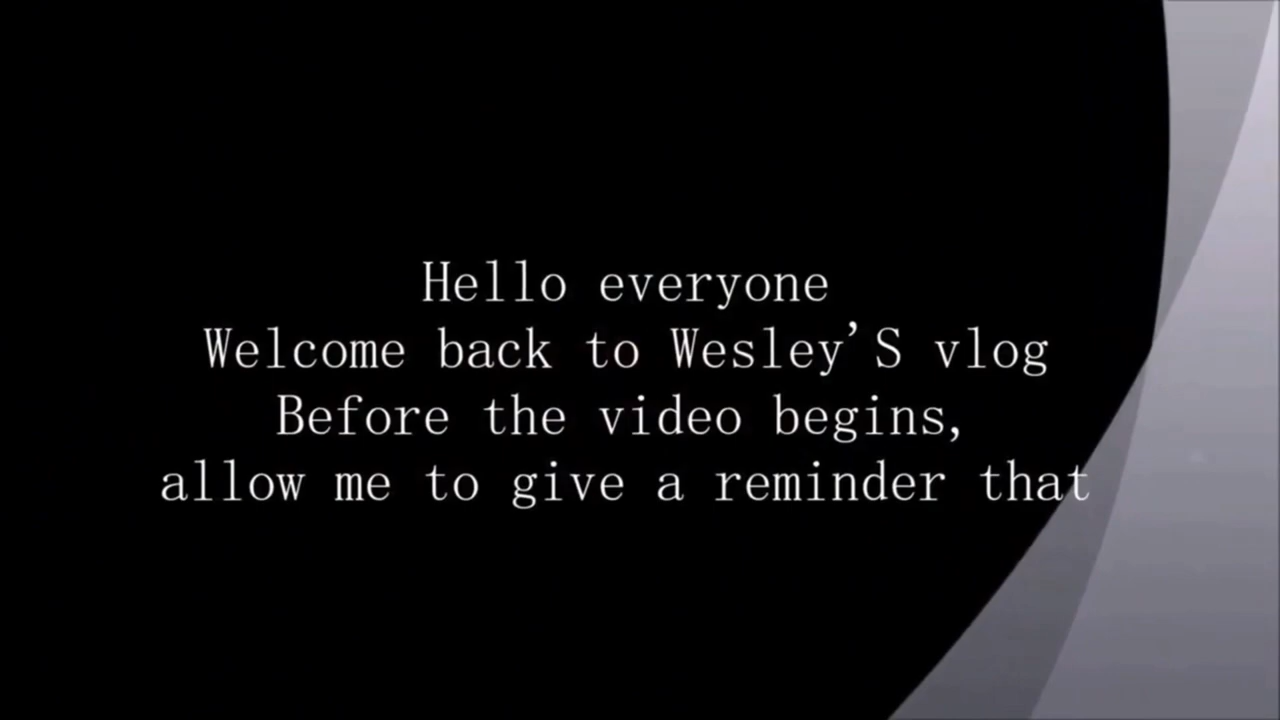 Hello everyone
Welcome back to Wesley'S vlog
Before the video begins,
allow me to give a reminder that